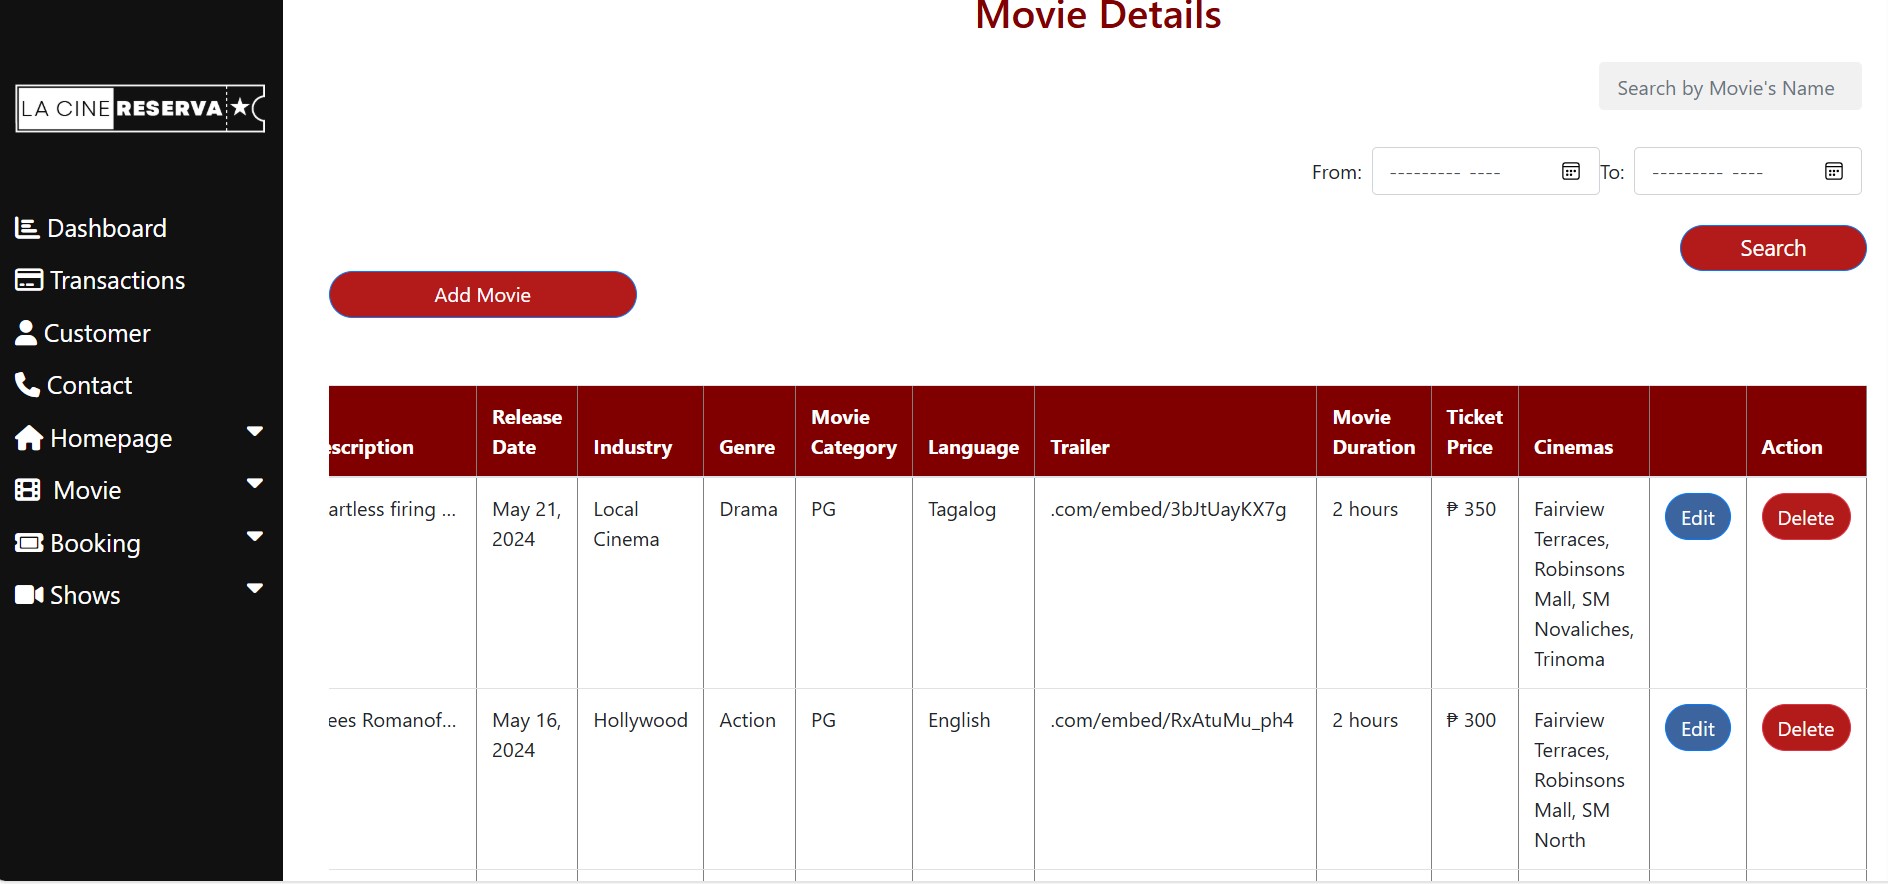 Movie Details
LA CINE RESERVA
Search by Movie's Name
From: --------- ---- To: --------- ----
Search
Add Movie
Dashboard
Transactions
Customer
Contact
Homepage
Movie
Booking
Shows
escription
Release Date
Industry
Genre
Movie Category
Language
Trailer
Movie Duration
Ticket Price
Cinemas
Action
artless firing ...
May 21, 2024
Local Cinema
Drama
PG
Tagalog
.com/embed/3bJtUayKX7g
2 hours
₱ 350
Fairview
Terraces,
Robinsons
Mall, SM
Novaliches,
Trinoma
Edit
Delete
ees Romanof...
May 16, 2024
Hollywood
Action
PG
English
.com/embed/RxAtuMu_ph4
2 hours
₱ 300
Fairview
Terraces,
Robinsons
Mall, SM
North
Edit
Delete